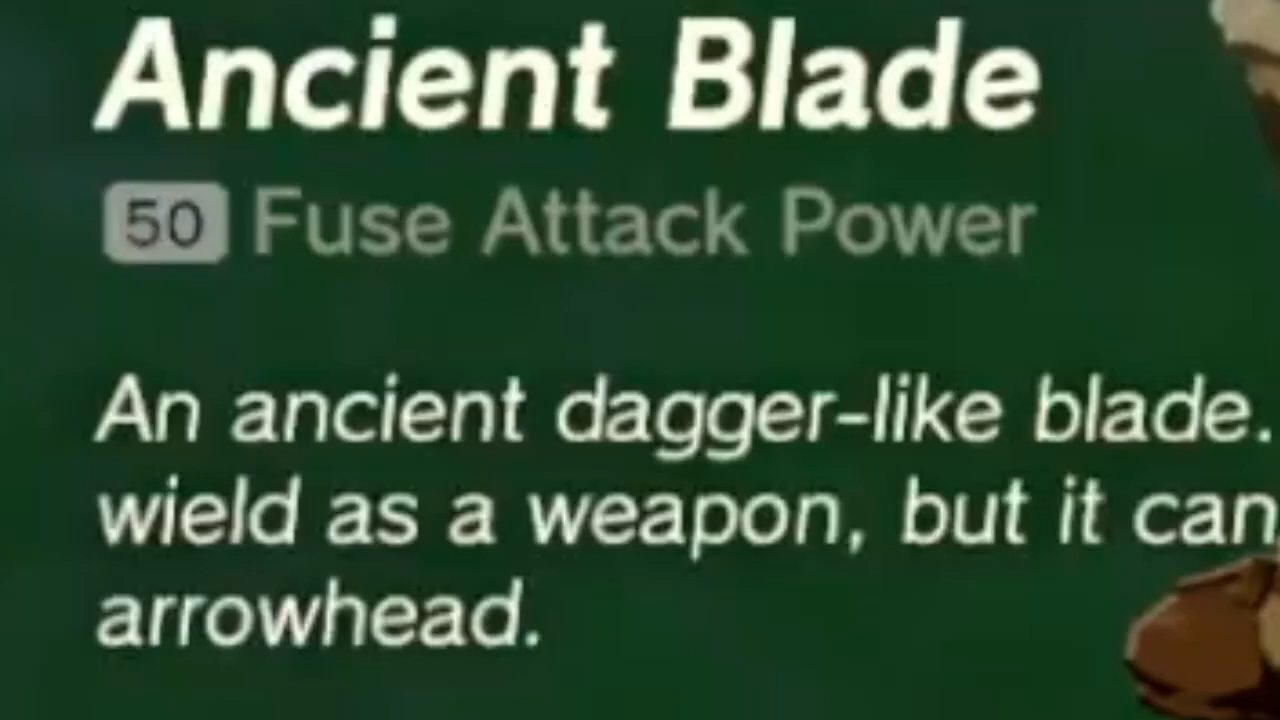 Ancient Blade
50 Fuse Attack Power
An ancient dagger-like blade.
wield as a weapon, but it can
arrowhead.